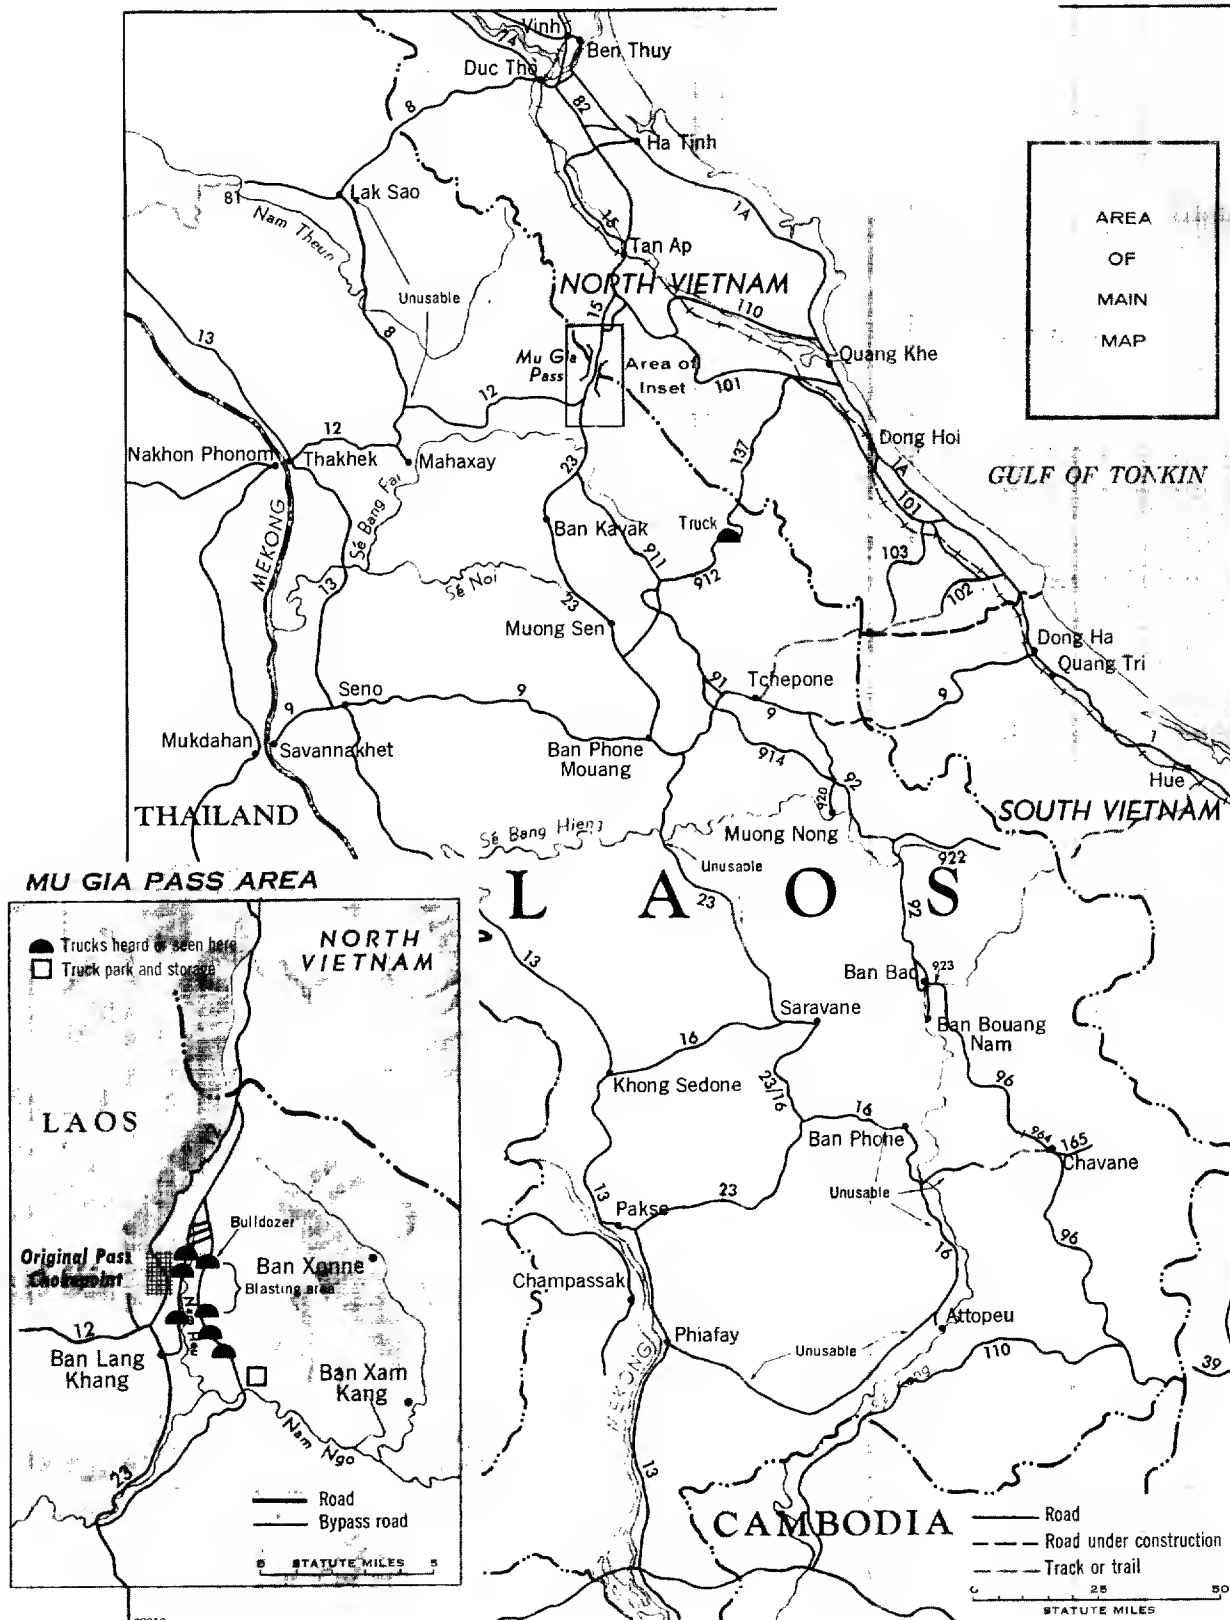 Vinh
Ben Thuy
Duc Tho
7A
82
8
Ha Tinh
Lak Sao
81
Nam Theun
1A
15
Tan Ap
AREA
OF
MAIN
MAP
Unusable
NORTH VIETNAM
13
8
15
110
Mu Gia
Pass
Area of
Inset
Quang Khe
12
101
12
137
Nakhon Phonom
Thakhek
Mahaxay
Dong Hoi
1A
GULF OF TONKIN
23
Sé Bang Fai
MEKONG
Ban Kavak
Truck
101
911
912
103
13
Sé Noi
23
102
Muong Sen
Dong Ha
Quang Tri
91
Tchepone
9
Seno
9
9
9
Mukdahan
Savannakhet
Ban Phone
Mouang
914
92
1
Hue
920
THAILAND
SOUTH VIETNAM
Sé Bang Hieng
Muong Nong
Unusable
922
LAOS
23
92
13
Ban Bac
923
Saravane
Ban Bouang
Nam
16
Khong Sedone
23/16
96
16
Ban Phone
964
165
Chavane
Unusable
13
Pakse
23
16
96
Champassak
Attopeu
Phiafay
Unusable
110
39
MEKONG
13
CAMBODIA
Road
Road under construction
Track or trail
0 25 50
STATUTE MILES
MU GIA PASS AREA
Trucks heard or seen here
Truck park and storage
NORTH
VIETNAM
LAOS
12
Bulldozer
Original Pass
Chokepoint
Ban Xonne
Blasting area
12
Ban Lang
Khang
Ban Xam
Kang
Nam Ngo
23
Road
Bypass road
STATUTE MILES 5